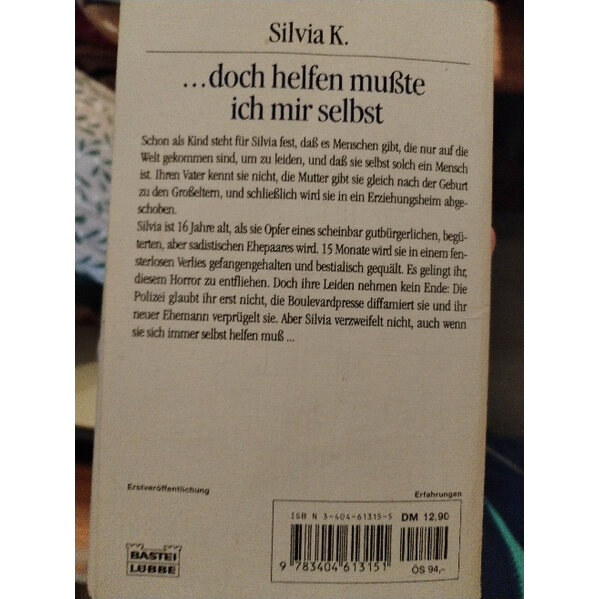 Silvia K.
...doch helfen mußte
ich mir selbst
Schon als Kind steht für Silvia fest, daß es Menschen gibt, die nur auf die
Welt gekommen sind, um zu leiden, und daß sie selbst solch ein Mensch
ist. Ihren Vater kennt sie nicht, die Mutter gibt sie gleich nach der Geburt
zu den Großeltern, und schließlich wird sie in ein Erziehungsheim abge-
schoben.
Silvia ist 16 Jahre alt, als sie Opfer eines scheinbar gutbürgerlichen, begü-
terten, aber sadistischen Ehepaares wird. 15 Monate wird sie in einem fen-
sterlosen Verlies gefangengehalten und bestialisch gequält. Es gelingt ihr,
diesem Horror zu entfliehen. Doch ihre Leiden nehmen kein Ende: Die
Polizei glaubt ihr erst nicht, die Boulevardpresse diffamiert sie und ihr
neuer Ehemann verprügelt sie. Aber Silvia verzweifelt nicht, auch wenn
sie sich immer selbst helfen muß ...
Erstveröffentlichung
Erfahrungen
ISBN 3-404-61315-5
DM 12.90
9 783404 613151
ÖS 94,-
BASTEI
LÜBBE